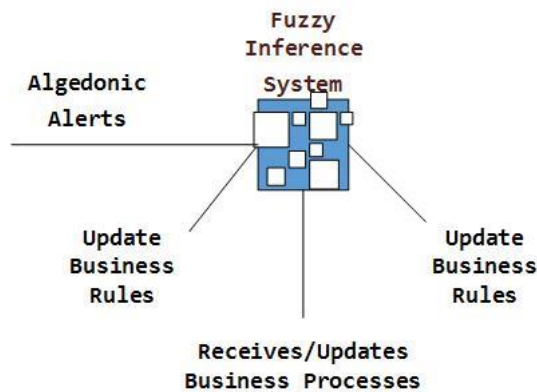 Fuzzy
Inference
System
Algedonic
Alerts
Update
Business
Rules
Update
Business
Rules
Receives/Updates
Business Processes